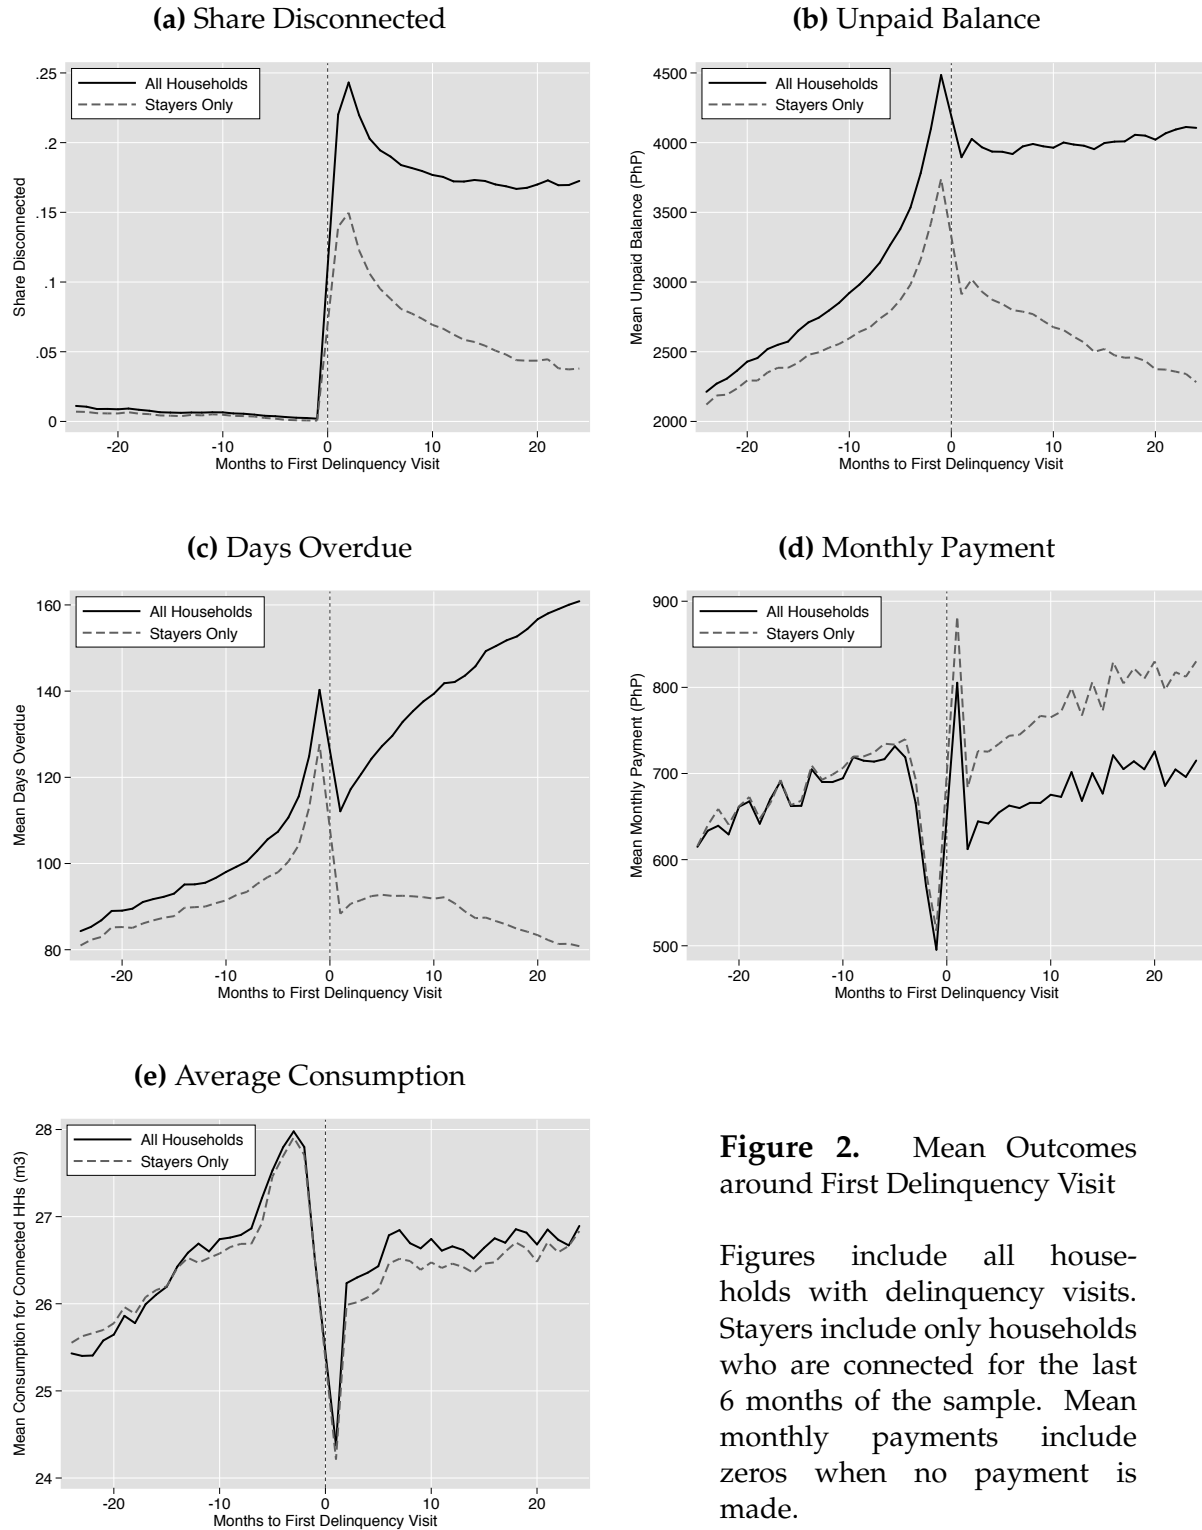 (a) Share Disconnected
All Households
Stayers Only
Share Disconnected
.25
.2
.15
.1
.05
0
-20 -10 0 10 20
Months to First Delinquency Visit
(b) Unpaid Balance
All Households
Stayers Only
Mean Unpaid Balance (PhP)
4500
4000
3500
3000
2500
2000
-20 -10 0 10 20
Months to First Delinquency Visit
(c) Days Overdue
All Households
Stayers Only
Mean Days Overdue
160
140
120
100
80
-20 -10 0 10 20
Months to First Delinquency Visit
(d) Monthly Payment
All Households
Stayers Only
Mean Monthly Payment (PhP)
900
800
700
600
500
-20 -10 0 10 20
Months to First Delinquency Visit
(e) Average Consumption
All Households
Stayers Only
Mean Consumption for Connected HHs (m3)
28
27
26
25
24
-20 -10 0 10 20
Months to First Delinquency Visit
Figure 2. Mean Outcomes
around First Delinquency Visit
Figures include all house-
holds with delinquency visits.
Stayers include only households
who are connected for the last
6 months of the sample. Mean
monthly payments include
zeros when no payment is
made.